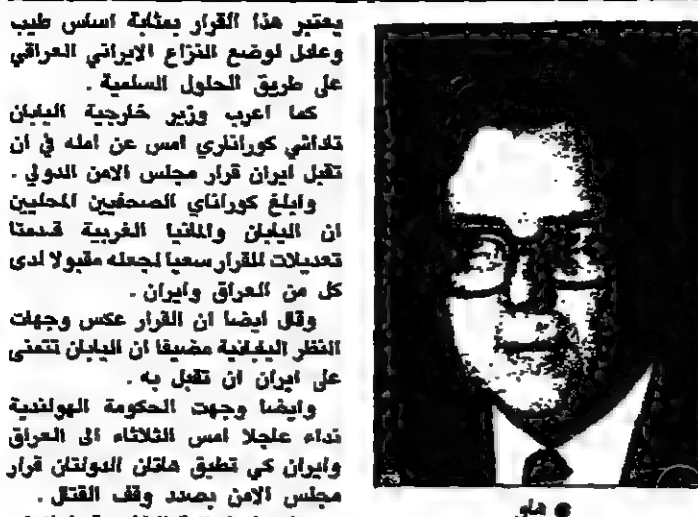 يعتبر هذا القرار بمثابة اساس طيب
وعادل لوضع النزاع الايراني العراقي
على طريق الحلول السلمية .
كما اعرب وزير خارجية اليابان
تاداشي كوراناري امس عن امله في ان
تقبل ايران قرار مجلس الامن الدولي .
وابلغ كوراناي الصحفيين المحليين
ان اليابان والمانيا الغربية قدمتا
تعديلات للقرار سعيا لجعله مقبولا لدى
كل من العراق وايران .
وقال ايضا ان القرار عكس وجهات
النظر اليابانية مضيفا ان اليابان تتمنى
على ايران ان تقبل به .
وايضا وجهت الحكومة الهولندية
نداء عاجلا امس الثلاثاء الى العراق
وايران كي تطبق هاتان الدولتان قرار
مجلس الامن بصدد وقف القتال .
● هاو